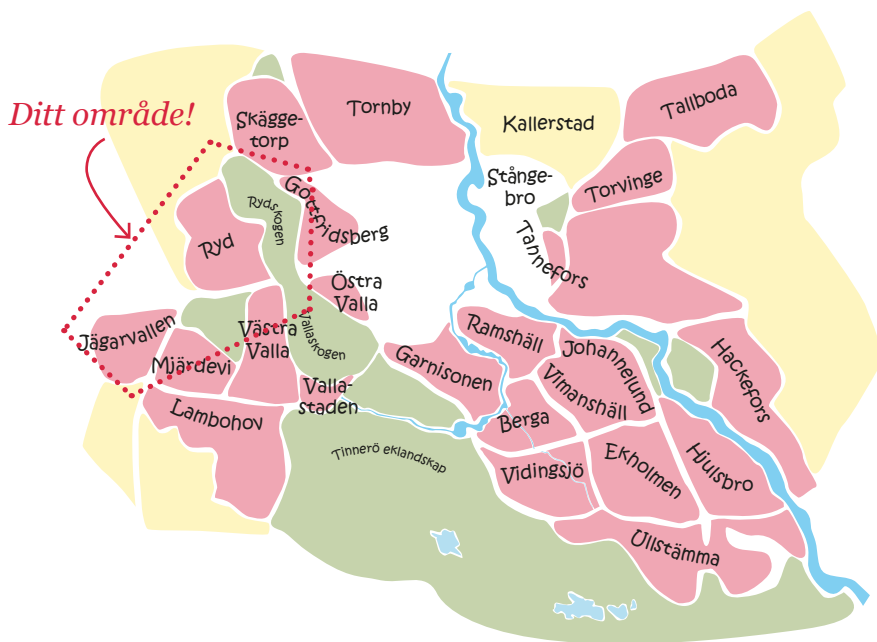 Ditt område!
Skägge-
torp
Tornby
Kallerstad
Tallboda
Stånge-
bro
Torvinge
Gottfridsberg
Rydskogen
Ryd
Tannefors
Östra
Valla
Jägarvallen
Västra
Valla
Vallaskogen
Mjärdevi
Garnisonen
Ramshäll
Johannelund
Vimanshäll
Hackefors
Valla-
staden
Lambohov
Berga
Tinnerö eklandskap
Vidingsjö
Ekholmen
Hjulsbro
Ullstämma